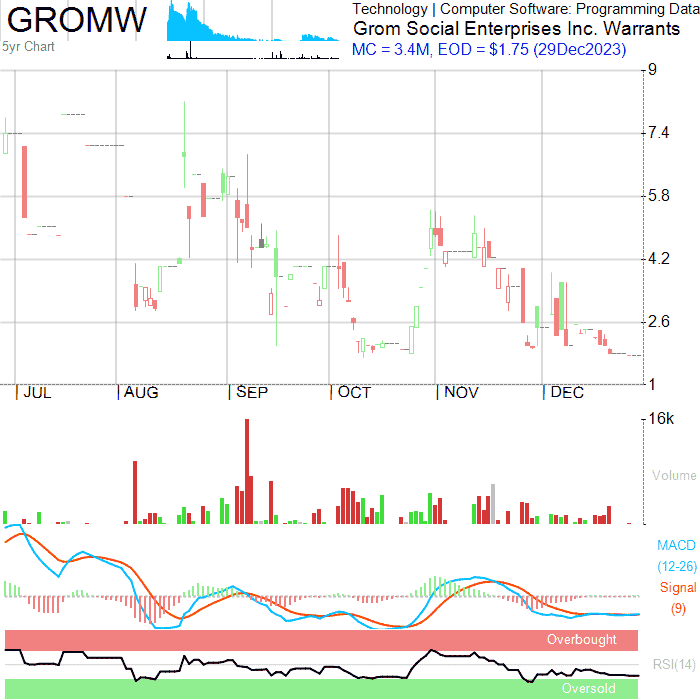 GROMW
5yr Chart
Technology | Computer Software: Programming Data
Grom Social Enterprises Inc. Warrants
MC = 3.4M, EOD = $1.75 (29Dec2023)
9
7.4
5.8
4.2
2.6
1
JUL AUG SEP OCT NOV DEC
16k
Volume
MACD
(12-26)
Signal
(9)
Overbought
RSI(14)
Oversold